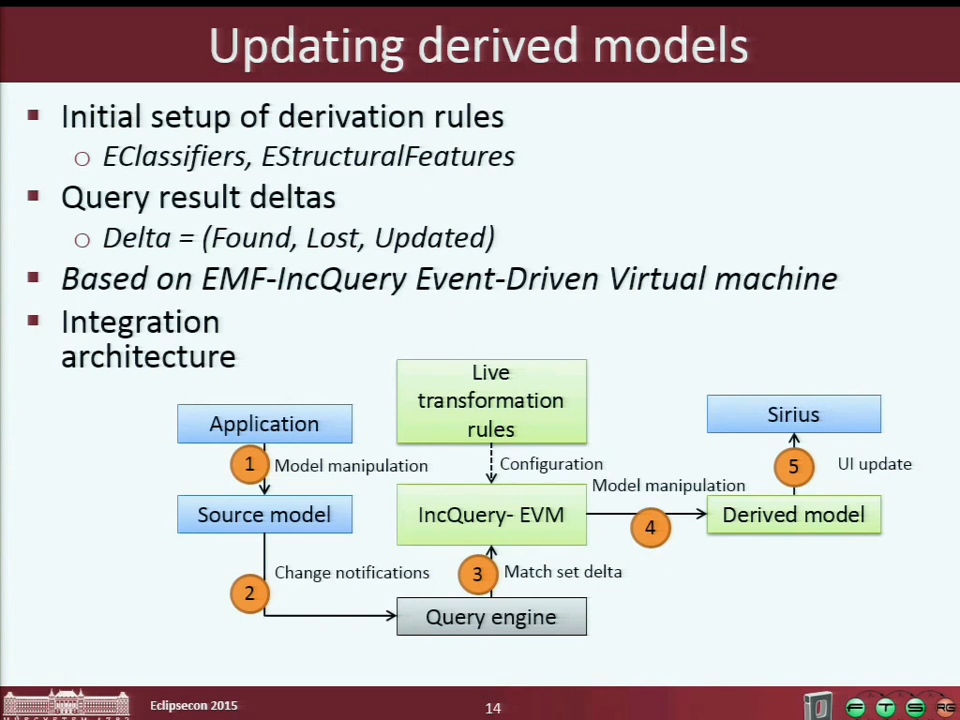 Updating derived models
▪ Initial setup of derivation rules
o EClassifiers, EStructuralFeatures
▪ Query result deltas
o Delta = (Found, Lost, Updated)
▪ Based on EMF-IncQuery Event-Driven Virtual machine
▪ Integration
architecture
Live
transformation
rules
Application
Sirius
1
Model manipulation
Configuration
5
UI update
Model manipulation
Source model
IncQuery- EVM
4
Derived model
2
Change notifications
3
Match set delta
Query engine
MŰEGYETEM 1782
Eclipsecon 2015
14
F T S RG